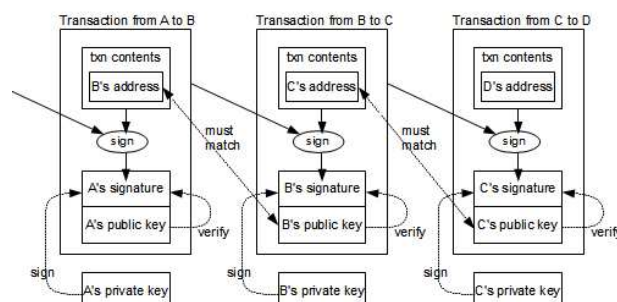 Transaction from A to B
txn contents
B's address
sign
A's signature
A's public key
verify
sign
A's private key
must
match
Transaction from B to C
txn contents
C's address
sign
B's signature
B's public key
verify
sign
B's private key
must
match
Transaction from C to D
txn contents
D's address
sign
C's signature
C's public key
verify
sign
C's private key